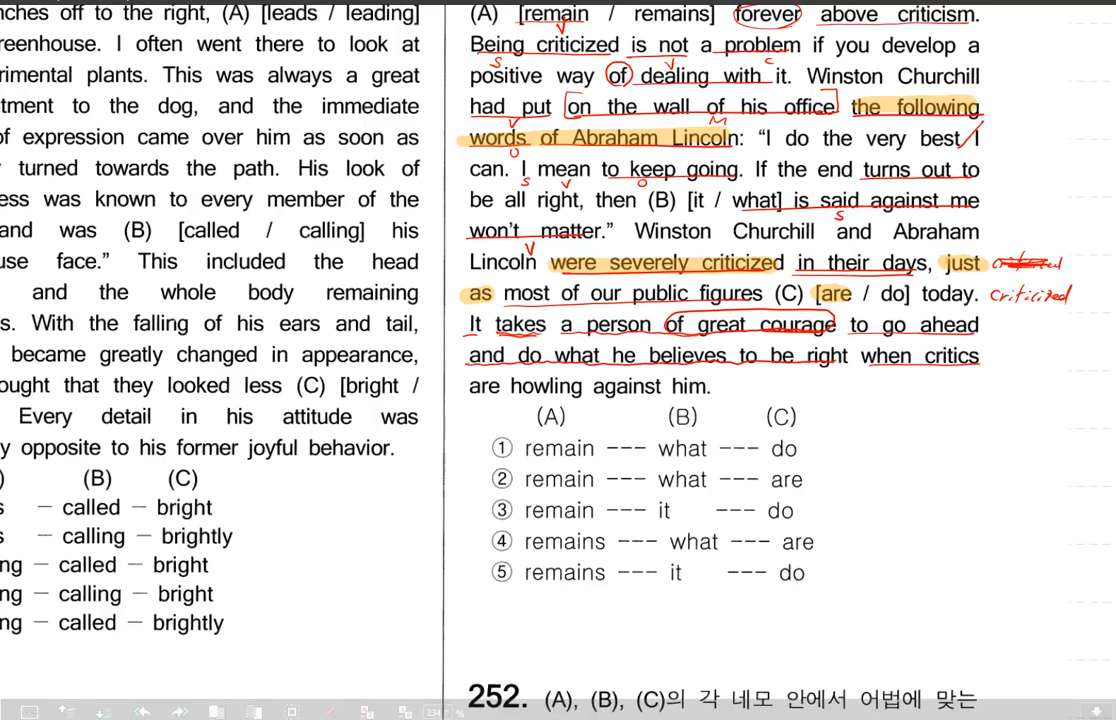 nches off to the right, (A) [leads / leading]
reenhouse. I often went there to look at
rimental plants. This was always a great
tment to the dog, and the immediate
of expression came over him as soon as
turned towards the path. His look of
ess was known to every member of the
and was (B) [called / calling] his
use face.” This included the head
and the whole body remaining
s. With the falling of his ears and tail,
became greatly changed in appearance,
ought that they looked less (C) [bright /
Every detail in his attitude was
y opposite to his former joyful behavior.
) (B) (C)
s － called － bright
s － calling － brightly
ng － called － bright
ng － calling － bright
ng － called － brightly
(A) [remain / remains] forever above criticism.
V
Being criticized is not a problem if you develop a
S V C
positive way of dealing with it. Winston Churchill
had put on the wall of his office the following
V M
words of Abraham Lincoln: “I do the very best I
O
can. I mean to keep going. If the end turns out to
S V O
be all right, then (B) [it / what] is said against me
S
won’t matter.” Winston Churchill and Abraham
V
Lincoln were severely criticized in their days, just
as most of our public figures (C) [are / do] today. criticized
It takes a person of great courage to go ahead
and do what he believes to be right when critics
are howling against him.
(A) (B) (C)
① remain --- what --- do
② remain --- what --- are
③ remain --- it --- do
④ remains --- what --- are
⑤ remains --- it --- do
252. (A), (B), (C)의 각 네모 안에서 어법에 맞는
234 %